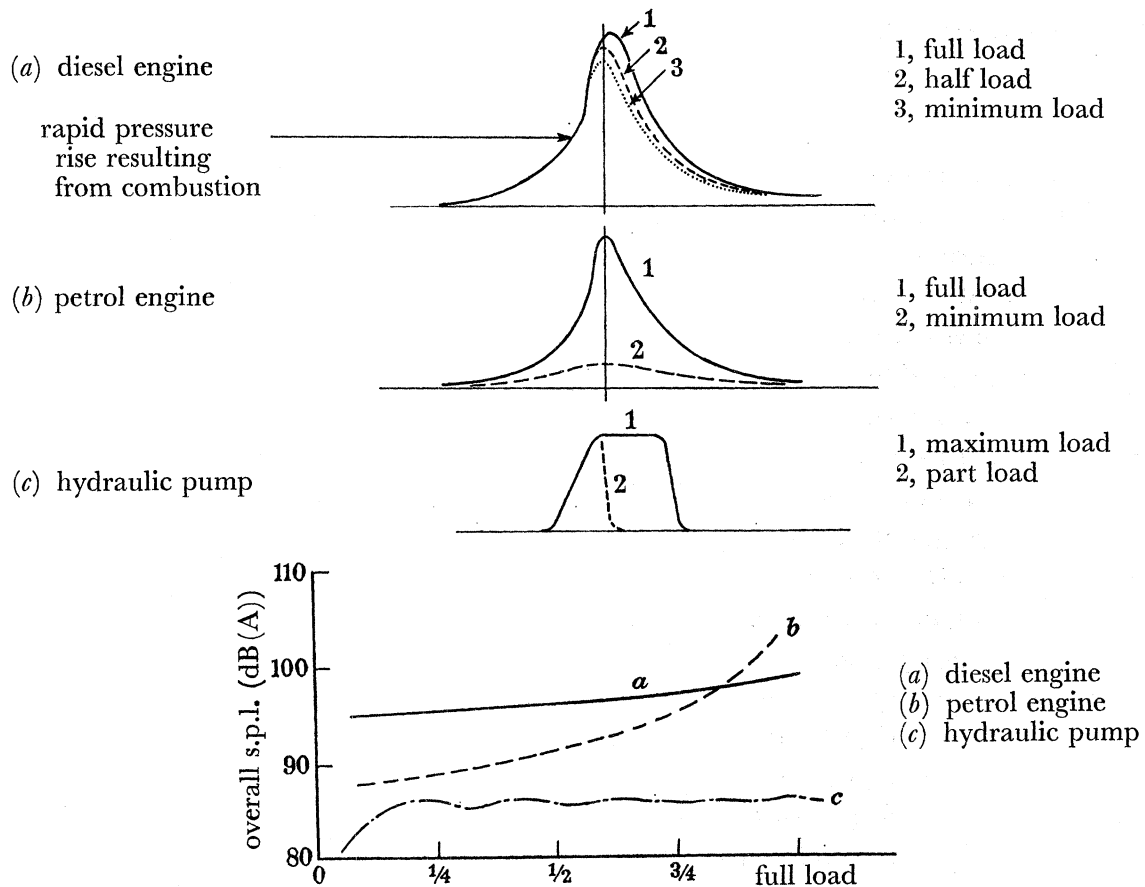 (a) diesel engine
rapid pressure
rise resulting
from combustion
1
2
3
1, full load
2, half load
3, minimum load
(b) petrol engine
1
2
1, full load
2, minimum load
(c) hydraulic pump
1
2
1, maximum load
2, part load
overall s.p.l. (dB(A))
110
100
90
80
a
b
c
0
1/4
1/2
3/4
full load
(a) diesel engine
(b) petrol engine
(c) hydraulic pump